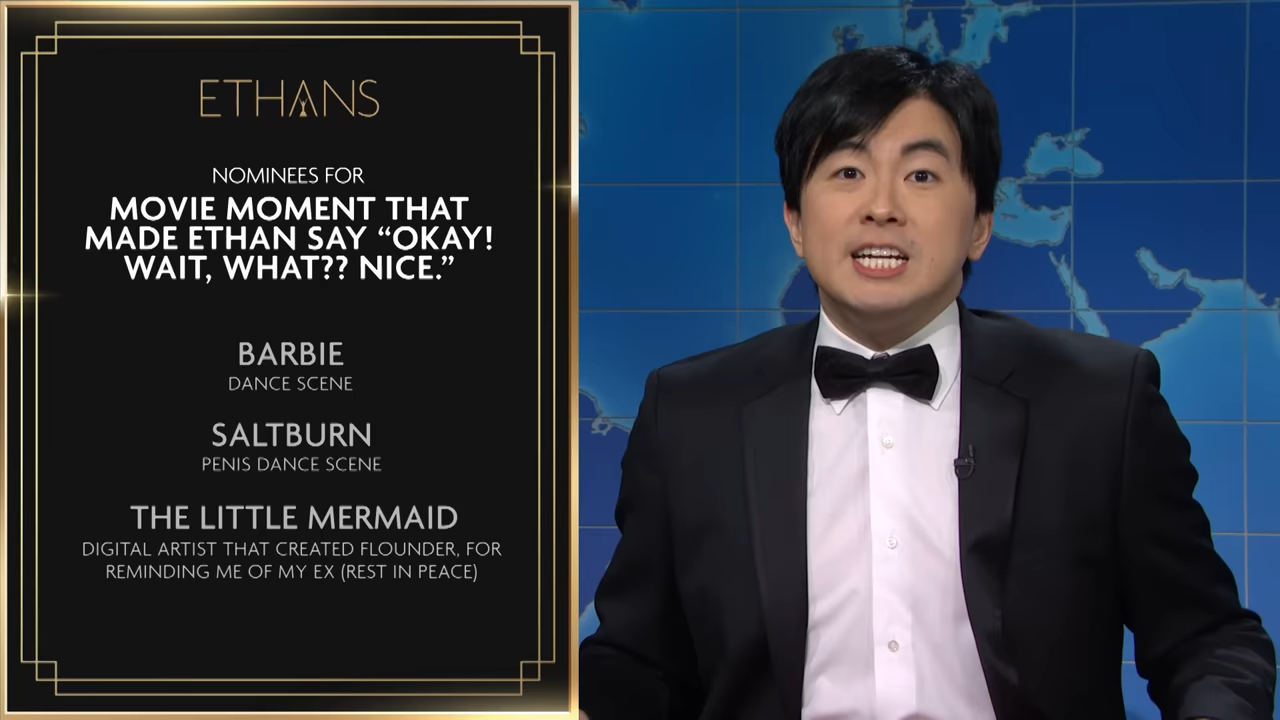 ETHANS
NOMINEES FOR
MOVIE MOMENT THAT
MADE ETHAN SAY “OKAY!
WAIT, WHAT?? NICE.”
BARBIE
DANCE SCENE
SALTBURN
PENIS DANCE SCENE
THE LITTLE MERMAID
DIGITAL ARTIST THAT CREATED FLOUNDER, FOR
REMINDING ME OF MY EX (REST IN PEACE)